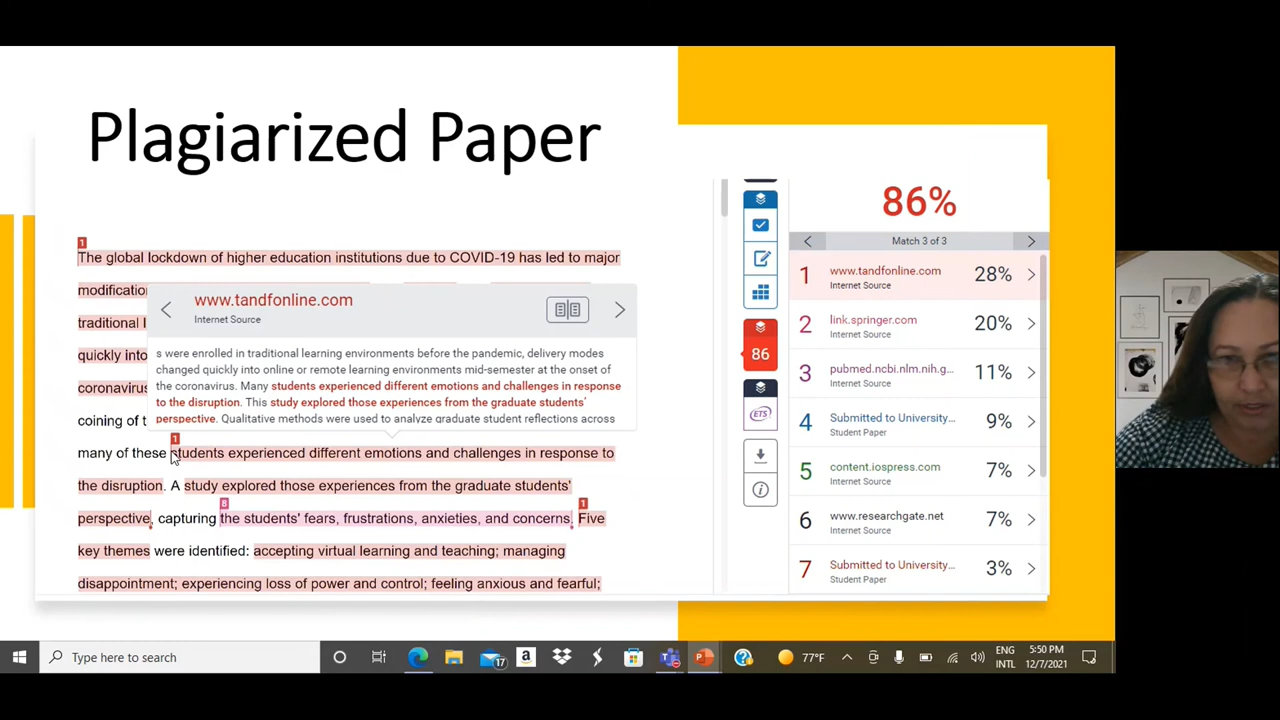 Plagiarized Paper
1
The global lockdown of higher education institutions due to COVID-19 has led to major
modification
traditional l
quickly into
coronavirus
coining of t
www.tandfonline.com
Internet Source
s were enrolled in traditional learning environments before the pandemic, delivery modes
changed quickly into online or remote learning environments mid-semester at the onset of
the coronavirus. Many students experienced different emotions and challenges in response
to the disruption. This study explored those experiences from the graduate students'
perspective. Qualitative methods were used to analyze graduate student reflections across
1
many of these students experienced different emotions and challenges in response to
the disruption. A study explored those experiences from the graduate students'
8
1
perspective, capturing the students' fears, frustrations, anxieties, and concerns. Five
key themes were identified: accepting virtual learning and teaching; managing
disappointment; experiencing loss of power and control; feeling anxious and fearful;
86
ETS
86%
Match 3 of 3
1 www.tandfonline.com 28%
Internet Source
2 link.springer.com 20%
Internet Source
3 pubmed.ncbi.nlm.nih.g... 11%
Internet Source
4 Submitted to University... 9%
Student Paper
5 content.iospress.com 7%
Internet Source
6 www.researchgate.net 7%
Internet Source
7 Submitted to University... 3%
Student Paper
Type here to search
17
77°F
ENG
INTL
5:50 PM
12/7/2021